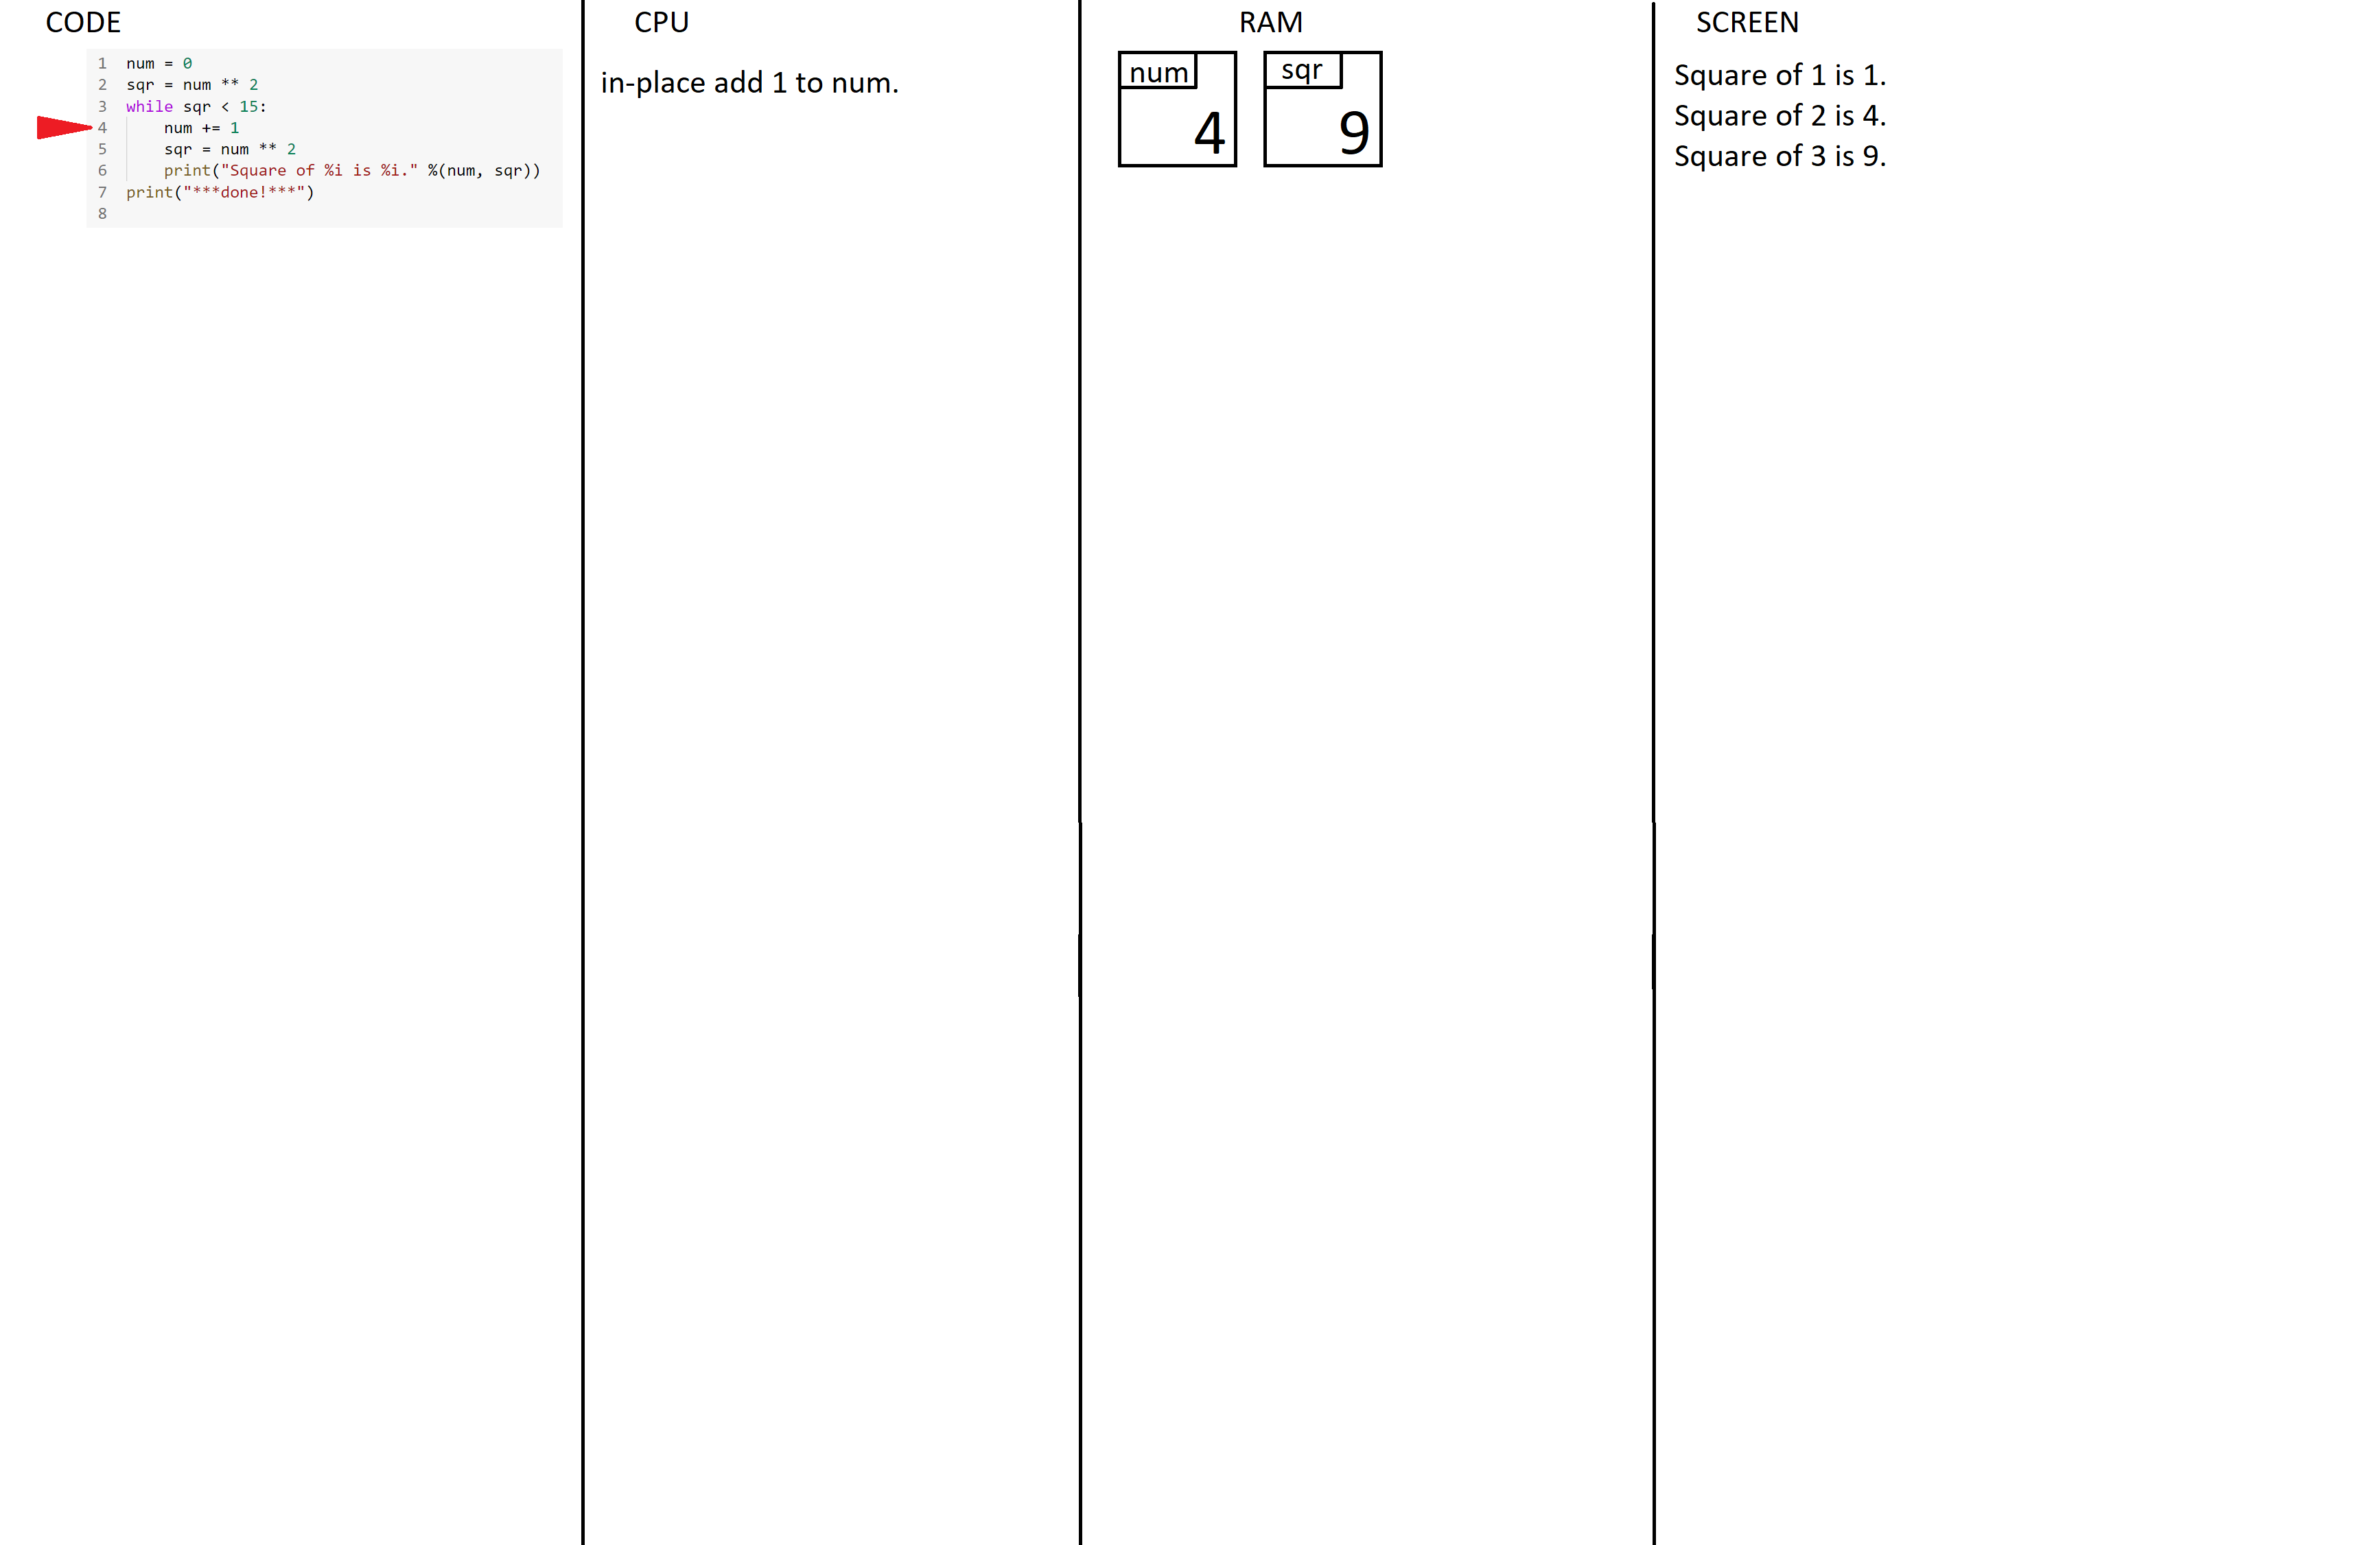 CODE
1 num = 0
2 sqr = num ** 2
3 while sqr < 15:
4     num += 1
5     sqr = num ** 2
6     print("Square of %i is %i." %(num, sqr))
7 print("***done!***")
8
CPU
in-place add 1 to num.
RAM
num
4
sqr
9
SCREEN
Square of 1 is 1.
Square of 2 is 4.
Square of 3 is 9.